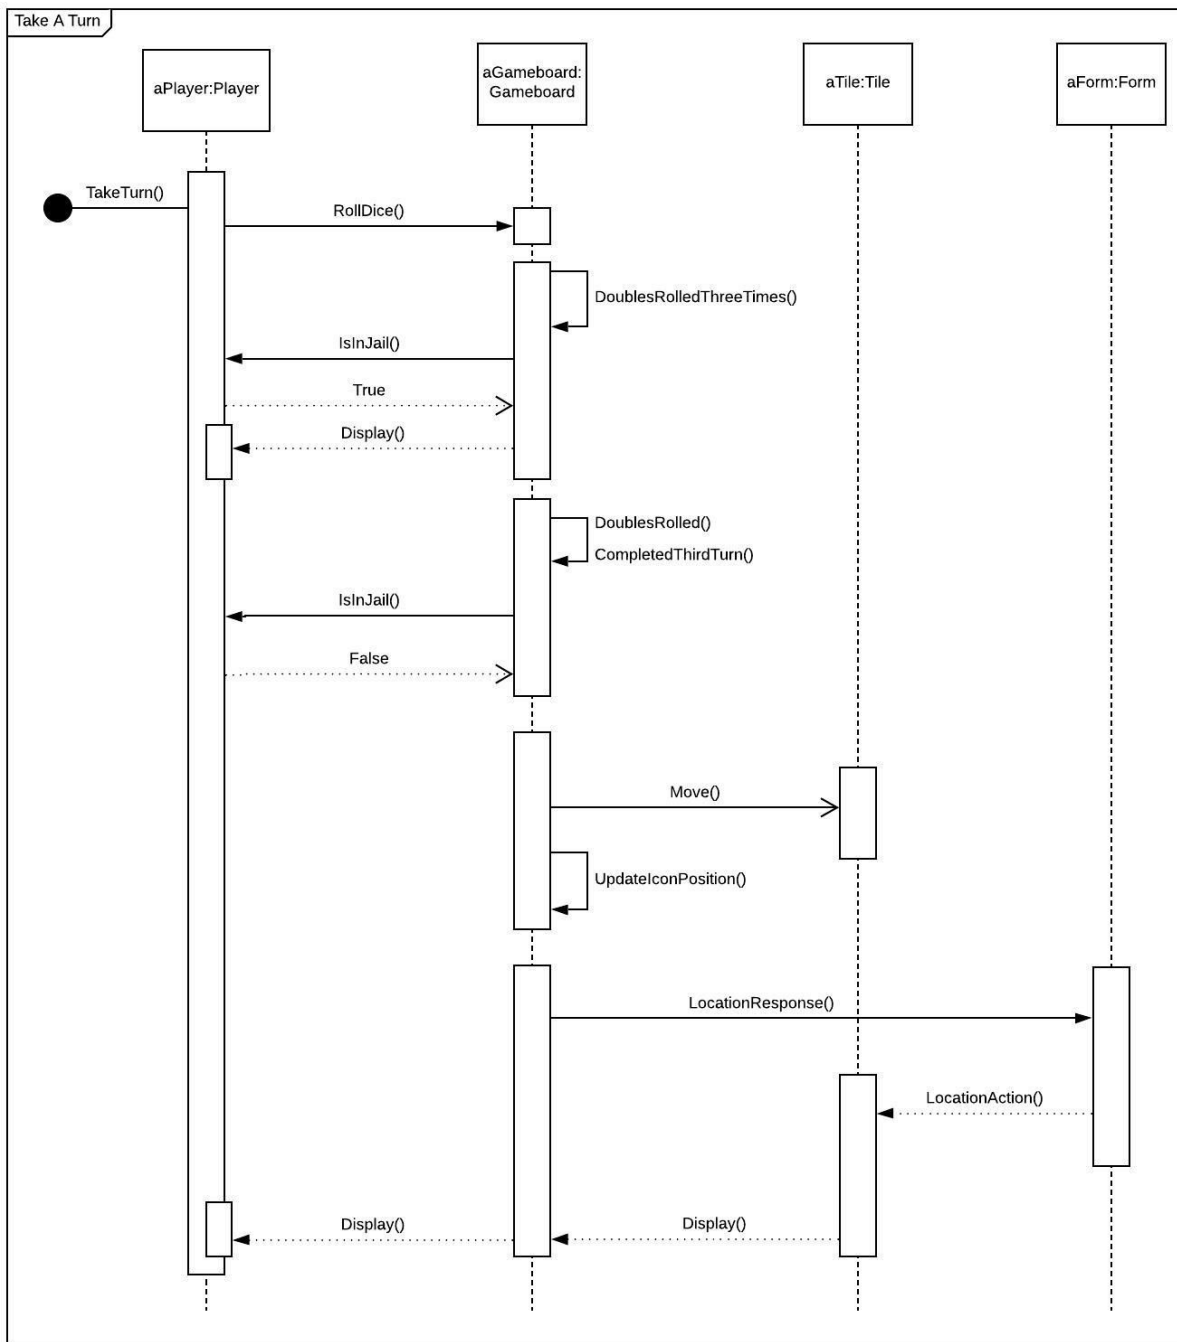 Take A Turn
aPlayer:Player
aGameboard:
Gameboard
aTile:Tile
aForm:Form
TakeTurn()
RollDice()
DoublesRolledThreeTimes()
IsInJail()
True
Display()
DoublesRolled()
CompletedThirdTurn()
IsInJail()
False
Move()
UpdateIconPosition()
LocationResponse()
LocationAction()
Display()
Display()